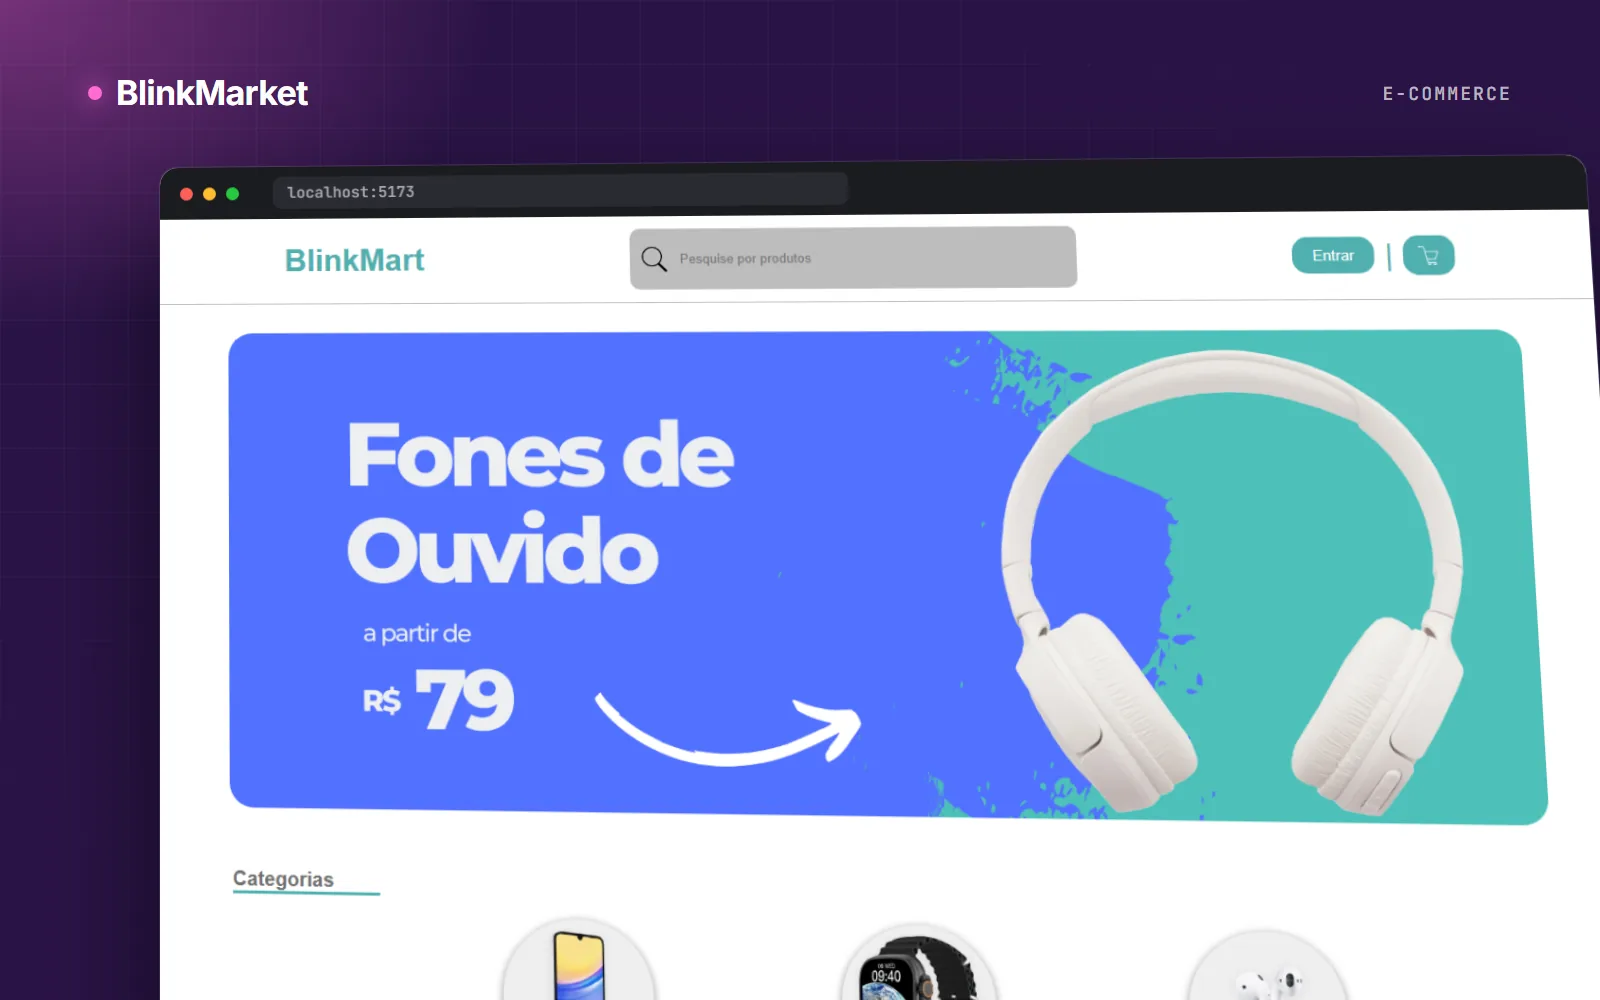 BlinkMarket
E-COMMERCE
localhost:5173
BlinkMart
Pesquise por produtos
Entrar
Fones de
Ouvido
a partir de
R$ 79
Categorias
09:40